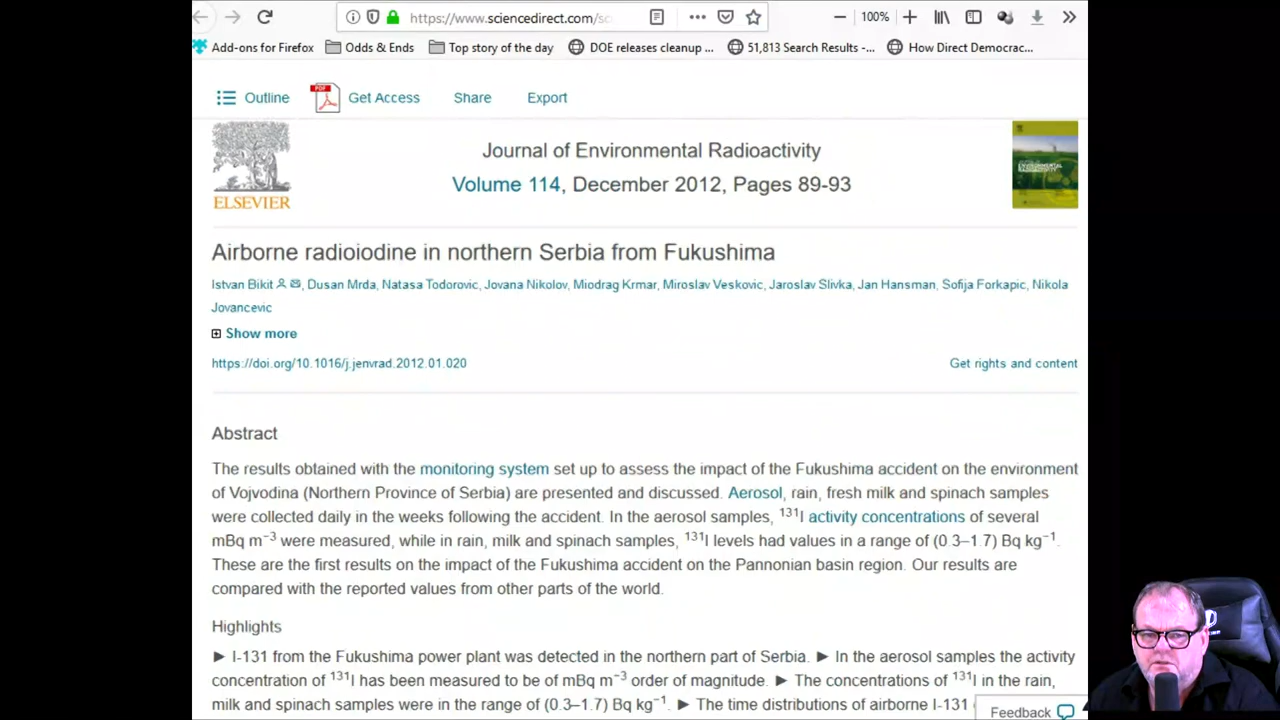 https://www.sciencedirect.com/sc
100%
Add-ons for Firefox
Odds & Ends
Top story of the day
DOE releases cleanup ...
51,813 Search Results -...
How Direct Democrac...
Outline
PDF
Get Access
Share
Export
Journal of Environmental Radioactivity
Volume 114, December 2012, Pages 89-93
ELSEVIER
Airborne radioiodine in northern Serbia from Fukushima
Istvan Bikit, Dusan Mrda, Natasa Todorovic, Jovana Nikolov, Miodrag Krmar, Miroslav Veskovic, Jaroslav Slivka, Jan Hansman, Sofija Forkapic, Nikola
Jovancevic
Show more
https://doi.org/10.1016/j.jenvrad.2012.01.020
Get rights and content
Abstract
The results obtained with the monitoring system set up to assess the impact of the Fukushima accident on the environment
of Vojvodina (Northern Province of Serbia) are presented and discussed. Aerosol, rain, fresh milk and spinach samples
were collected daily in the weeks following the accident. In the aerosol samples, ¹³¹I activity concentrations of several
mBq m⁻³ were measured, while in rain, milk and spinach samples, ¹³¹I levels had values in a range of (0.3–1.7) Bq kg⁻¹.
These are the first results on the impact of the Fukushima accident on the Pannonian basin region. Our results are
compared with the reported values from other parts of the world.
Highlights
► I-131 from the Fukushima power plant was detected in the northern part of Serbia. ► In the aerosol samples the activity
concentration of ¹³¹I has been measured to be of mBq m⁻³ order of magnitude. ► The concentrations of ¹³¹I in the rain,
milk and spinach samples were in the range of (0.3–1.7) Bq kg⁻¹. ► The time distributions of airborne I-131
Feedback